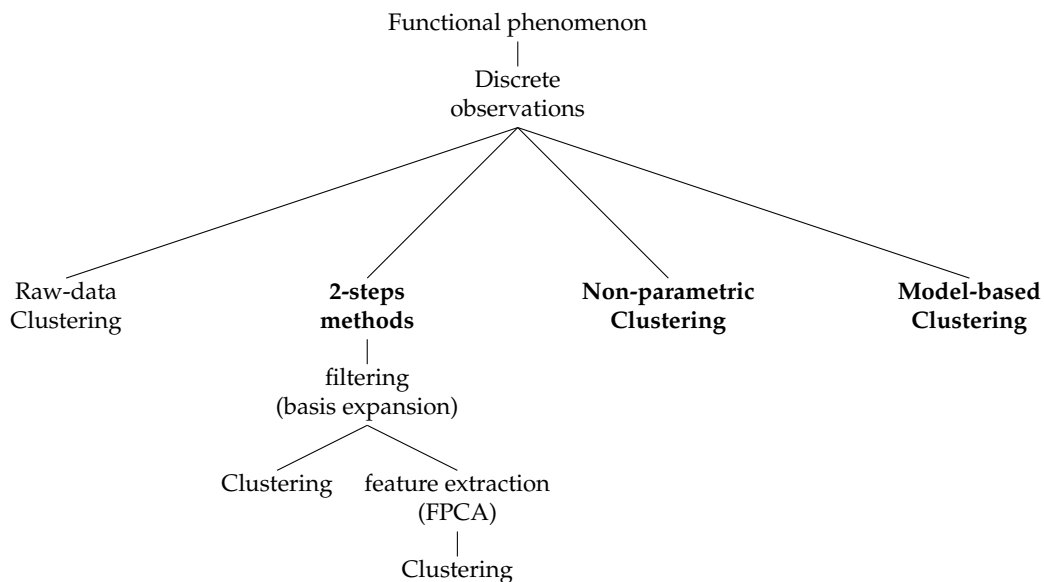 Functional phenomenon
Discrete
observations
Raw-data
Clustering
2-steps
methods
Non-parametric
Clustering
Model-based
Clustering
filtering
(basis expansion)
Clustering
feature extraction
(FPCA)
Clustering